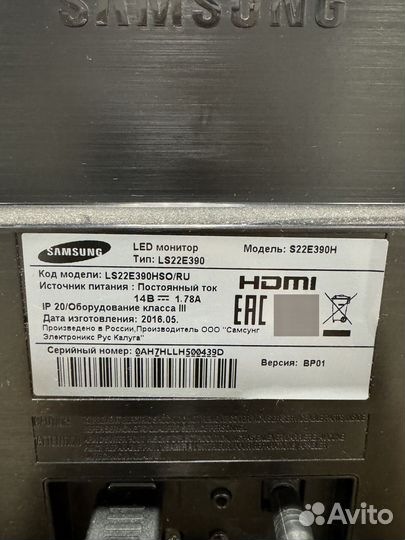 SAMSUNG
SAMSUNG
LED монитор
Тип: LS22E390
Модель: S22E390H
Код модели: LS22E390HSO/RU
Источник питания : Постоянный ток
14В 1.78A
IP 20/Оборудование класса III
Дата изготовления: 2016.05.
Произведено в России,Производитель ООО "Самсунг
Электроникс Рус Калуга"
HDMI
EAC
Серийный номер: 0AH7HLLH500439D
Версия: BP01
Avito